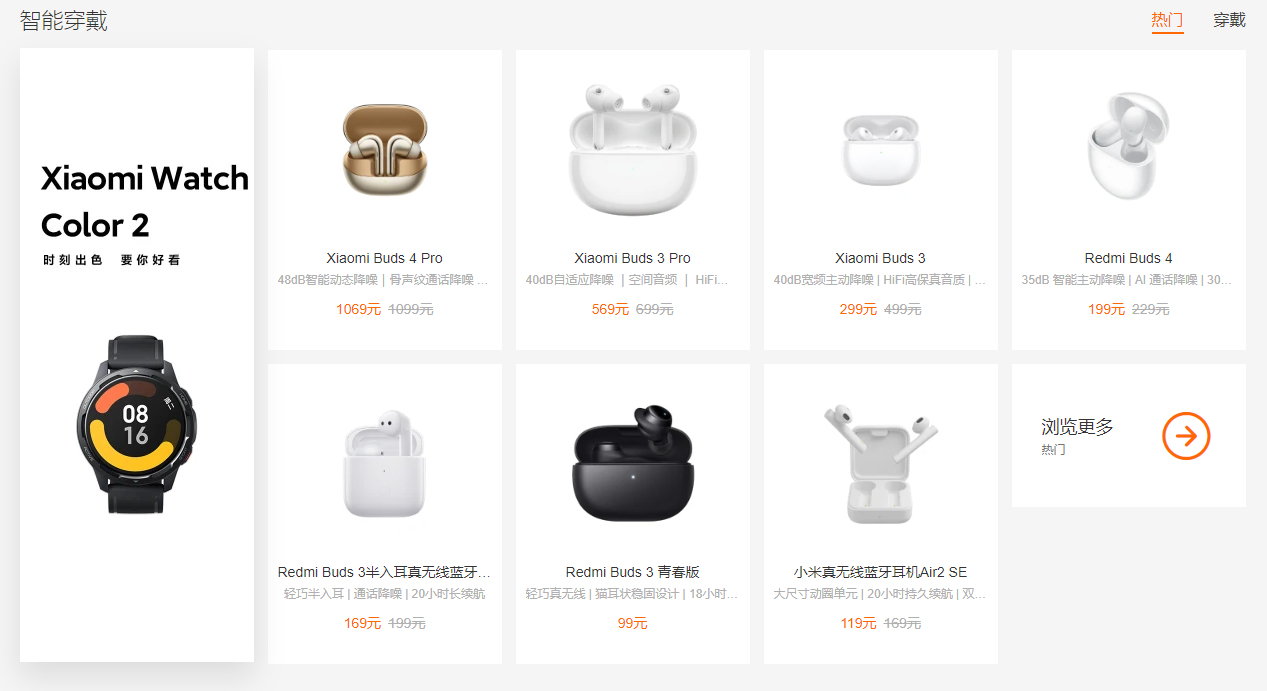 智能穿戴
热门
穿戴
Xiaomi Watch
Color 2
时刻出色 要你好看
08
16
周二
Xiaomi Buds 4 Pro
48dB智能动态降噪 | 骨声纹通话降噪 ...
1069元 1099元
Xiaomi Buds 3 Pro
40dB自适应降噪 | 空间音频 | HiFi...
569元 699元
Xiaomi Buds 3
40dB宽频主动降噪 | HiFi高保真音质 | ...
299元 499元
Redmi Buds 4
35dB 智能主动降噪 | AI 通话降噪 | 30...
199元 229元
Redmi Buds 3半入耳真无线蓝牙...
轻巧半入耳 | 通话降噪 | 20小时长续航
169元 199元
Redmi Buds 3 青春版
轻巧真无线 | 猫耳状稳固设计 | 18小时...
99元
小米真无线蓝牙耳机Air2 SE
大尺寸动圈单元 | 20小时持久续航 | 双...
119元 169元
浏览更多
热门